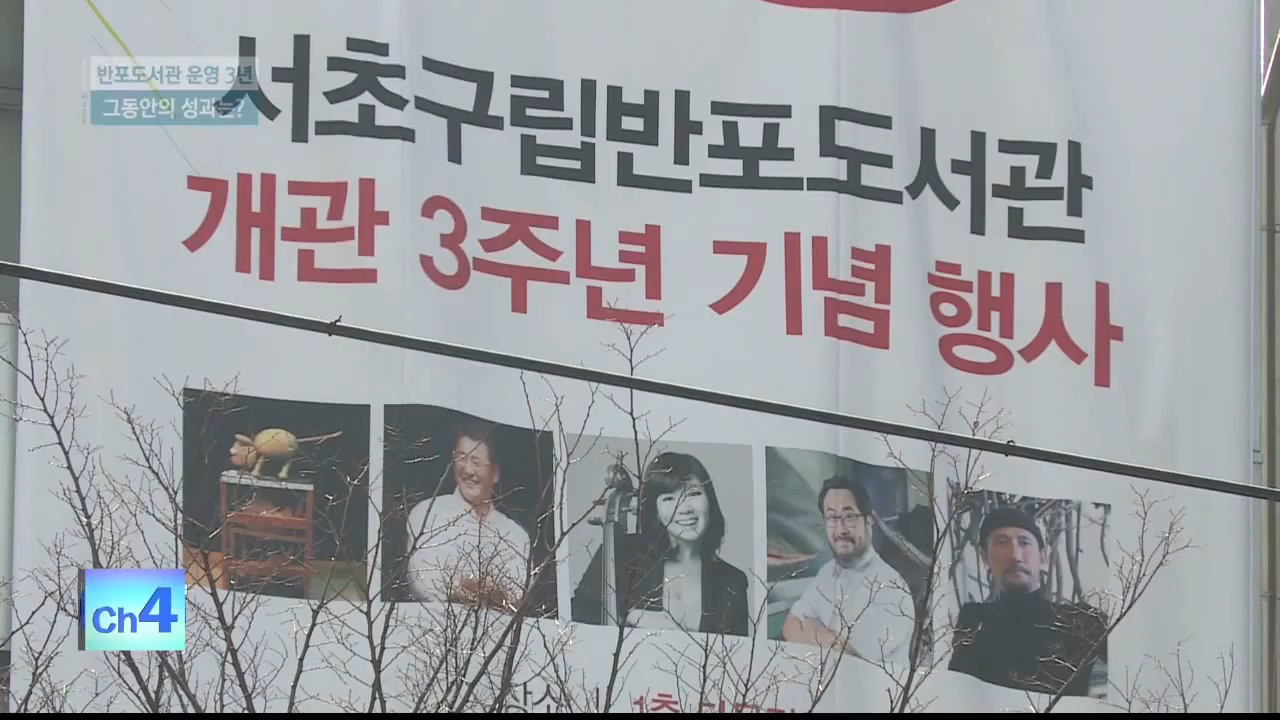 반포도서관 운영 3년
그동안의 성과는?
서초구립반포도서관
개관 3주년 기념 행사
Ch4